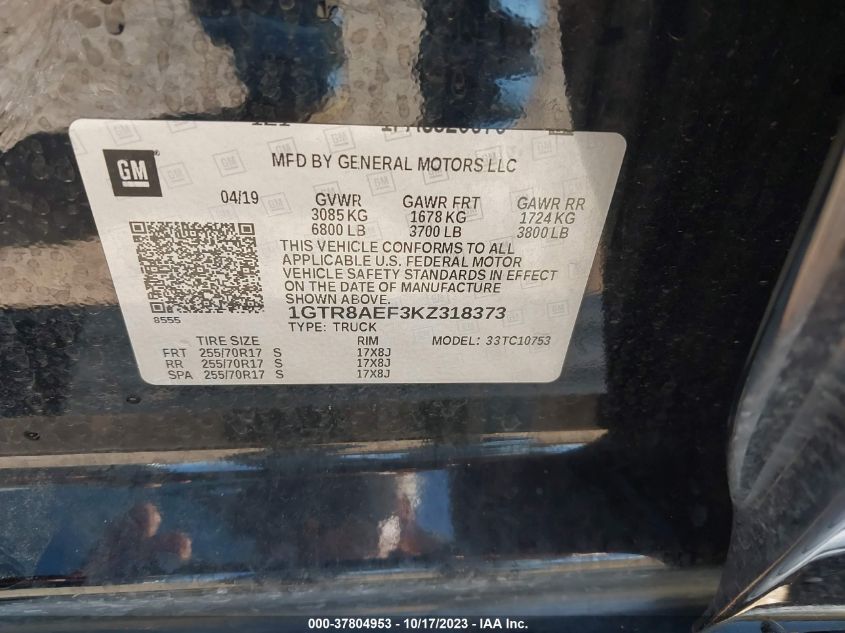 MFD BY GENERAL MOTORS LLC
GM
04/19 GVWR GAWR FRT GAWR RR
3085 KG 1678 KG 1724 KG
6800 LB 3700 LB 3800 LB
THIS VEHICLE CONFORMS TO ALL
APPLICABLE U.S. FEDERAL MOTOR
VEHICLE SAFETY STANDARDS IN EFFECT
ON THE DATE OF MANUFACTURE
1GTR8AEF3KZ318373
8555
TYPE: TRUCK
TIRE SIZE RIM MODEL: 33TC10753
FRT 255/70R17 S 17X8J
RR 255/70R17 S 17X8J
SPA 255/70R17 S 17X8J
000-37804953 - 10/17/2023 - IAA Inc.